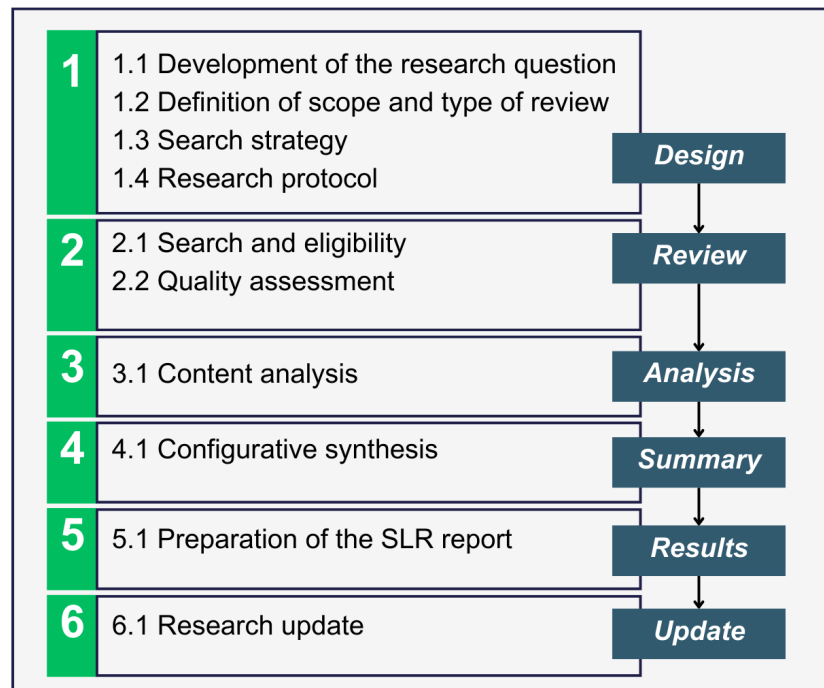 1
1.1 Development of the research question
1.2 Definition of scope and type of review
1.3 Search strategy
1.4 Research protocol
Design
2
2.1 Search and eligibility
2.2 Quality assessment
Review
3
3.1 Content analysis
Analysis
4
4.1 Configurative synthesis
Summary
5
5.1 Preparation of the SLR report
Results
6
6.1 Research update
Update